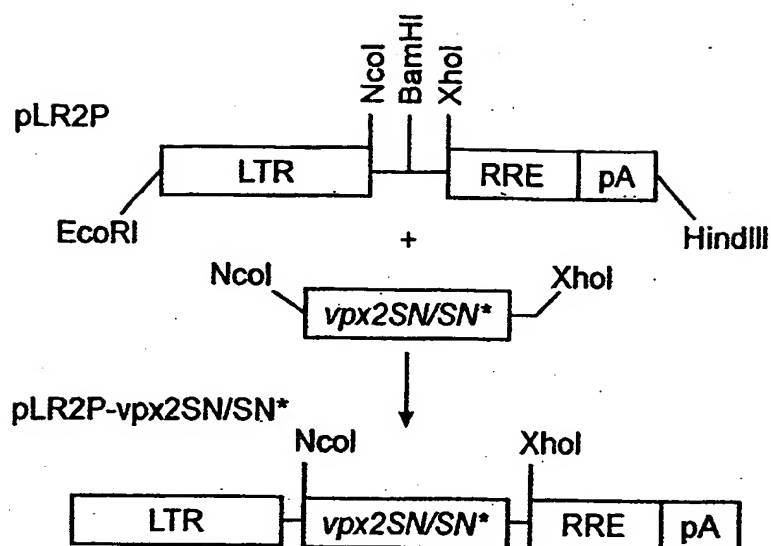 NcoI
BamHI
XhoI
pLR2P
LTR
RRE
pA
EcoRI
+
HindIII
NcoI
XhoI
vpx2SN/SN*
pLR2P-vpx2SN/SN*
NcoI
XhoI
LTR
vpx2SN/SN*
RRE
pA